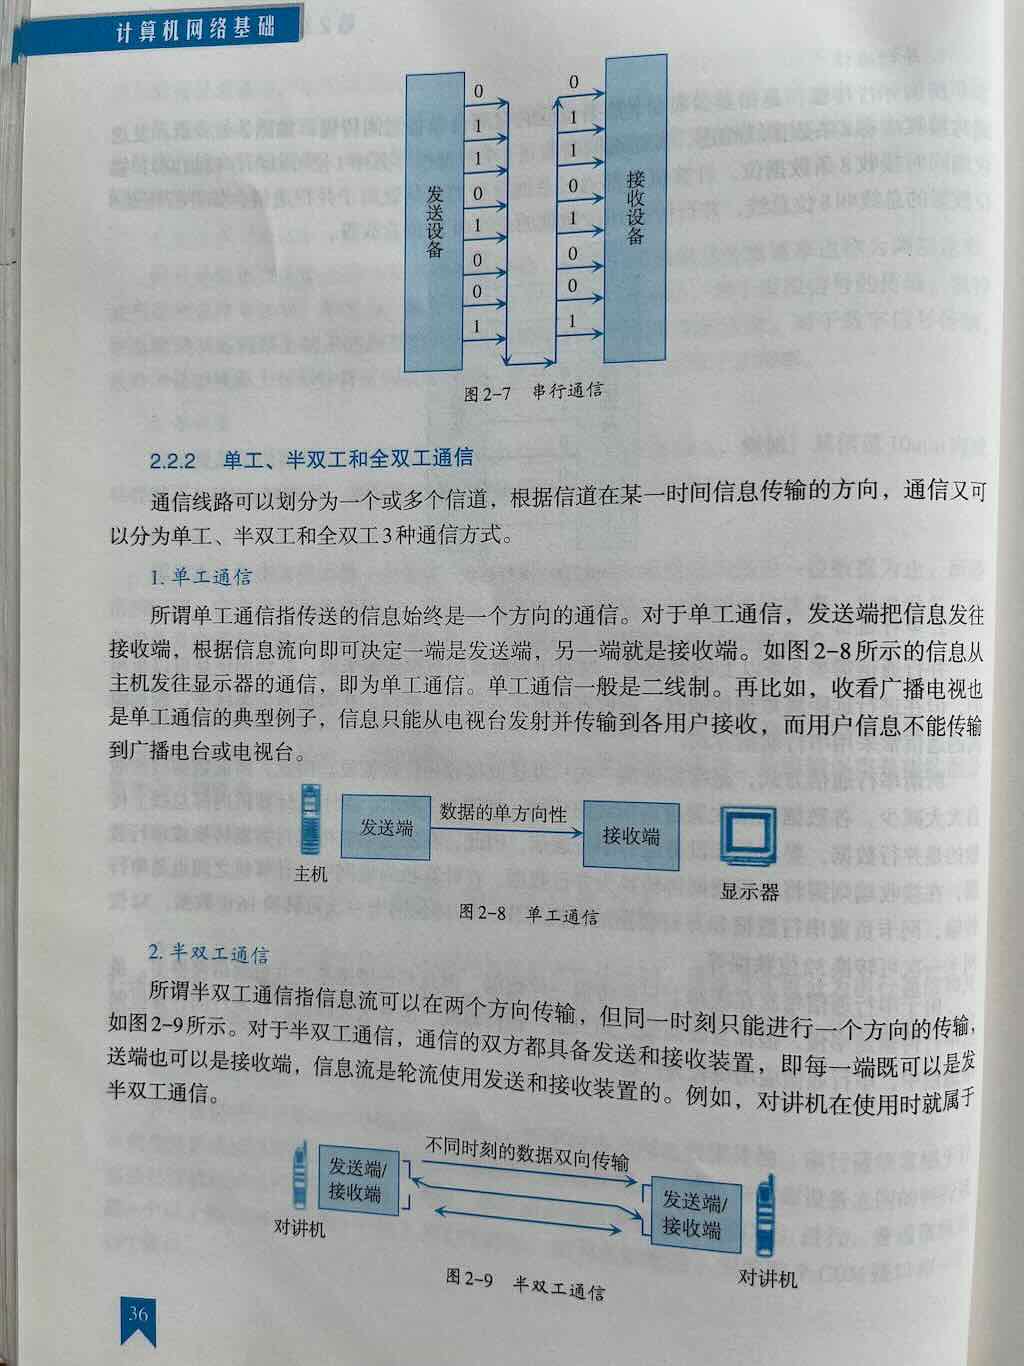 计算机网络基础
0
1
1
0
1
0
0
1
发送设备
0
1
1
0
1
0
0
1
接收设备
图2-7 串行通信
2.2.2 单工、半双工和全双工通信
通信线路可以划分为一个或多个信道，根据信道在某一时间信息传输的方向，通信又可
以分为单工、半双工和全双工3种通信方式。
1. 单工通信
所谓单工通信指传送的信息始终是一个方向的通信。对于单工通信，发送端把信息发往
接收端，根据信息流向即可决定一端是发送端，另一端就是接收端。如图2-8所示的信息从
主机发往显示器的通信，即为单工通信。单工通信一般是二线制。再比如，收看广播电视也
是单工通信的典型例子，信息只能从电视台发射并传输到各用户接收，而用户信息不能传输
到广播电台或电视台。
主机
发送端
数据的单方向性
接收端
显示器
图2-8 单工通信
2. 半双工通信
所谓半双工通信指信息流可以在两个方向传输，但同一时刻只能进行一个方向的传输，
如图2-9所示。对于半双工通信，通信的双方都具备发送和接收装置，即每一端既可以是发
送端也可以是接收端，信息流是轮流使用发送和接收装置的。例如，对讲机在使用时就属于
半双工通信。
对讲机
发送端/
接收端
不同时刻的数据双向传输
发送端/
接收端
对讲机
图2-9 半双工通信
36